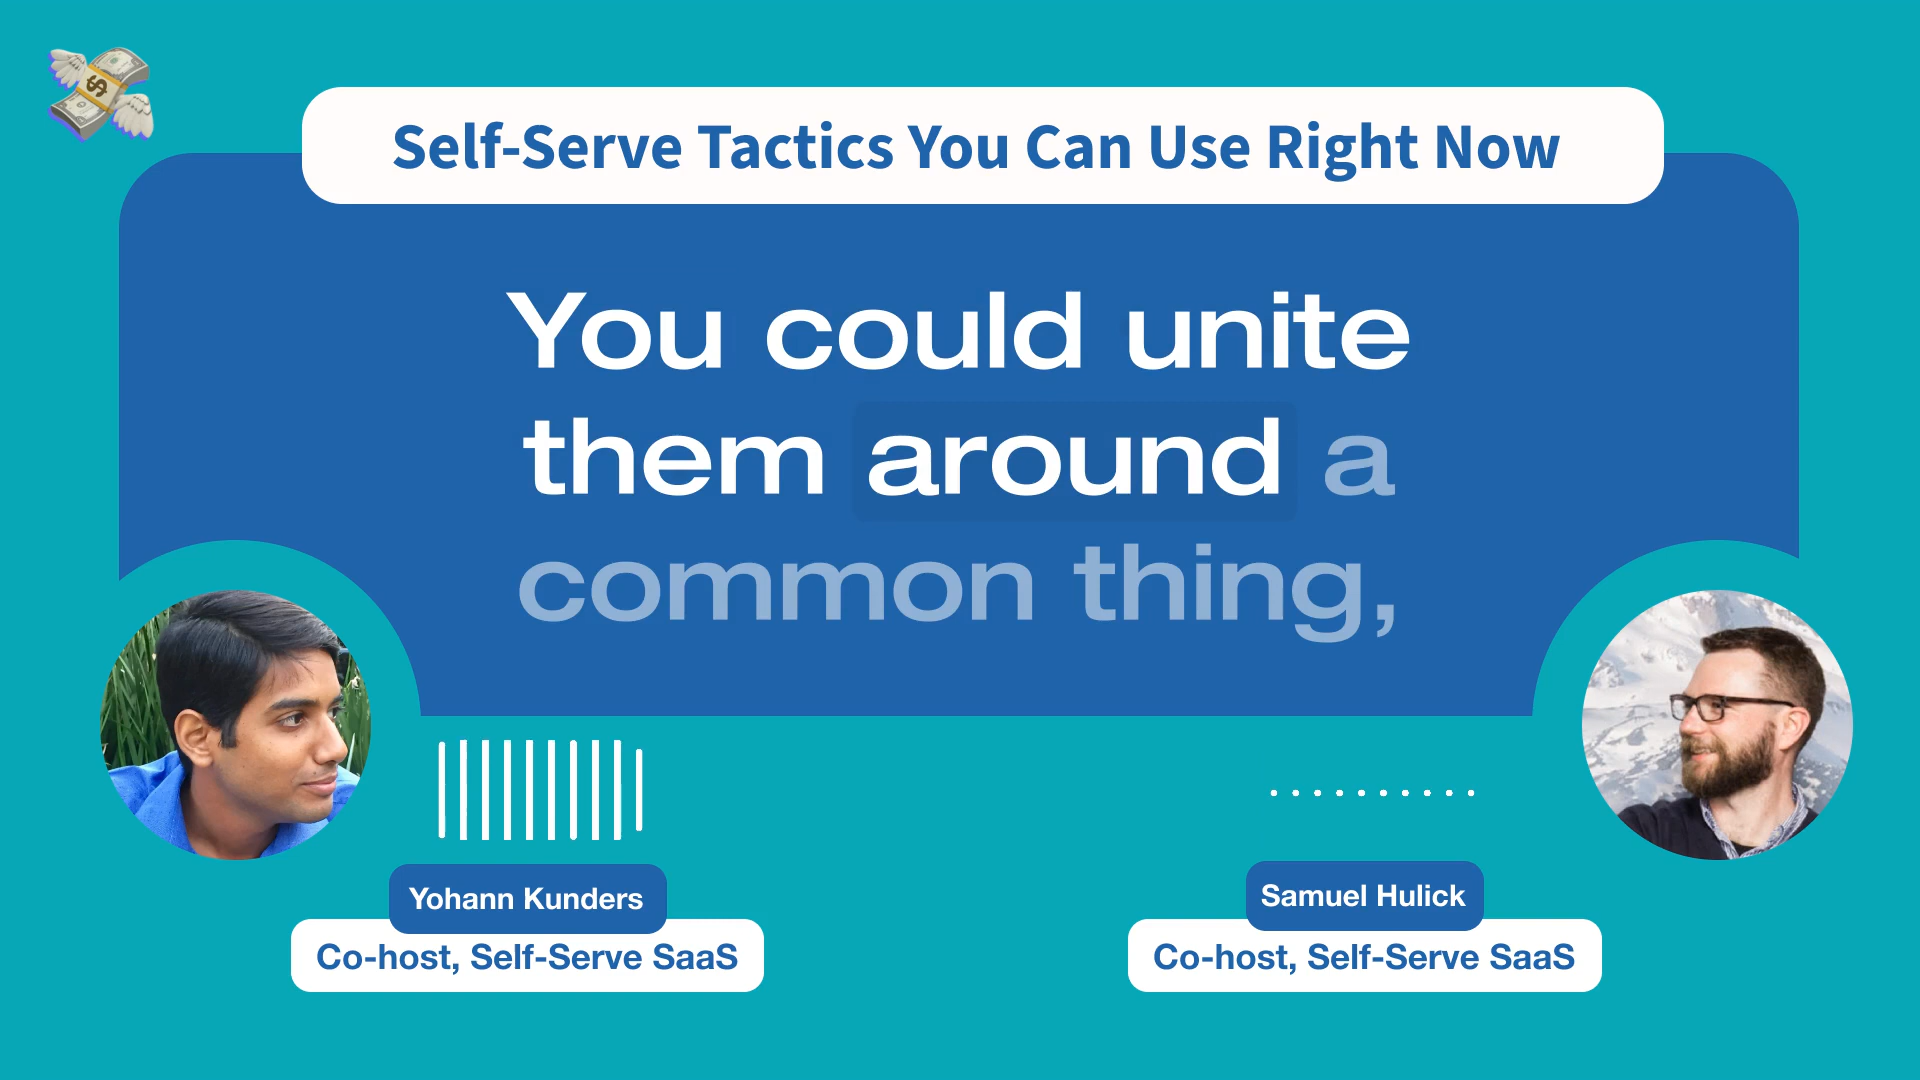 Self-Serve Tactics You Can Use Right Now
You could unite
them around a
common thing,
Yohann Kunders
Co-host, Self-Serve SaaS
Samuel Hulick
Co-host, Self-Serve SaaS